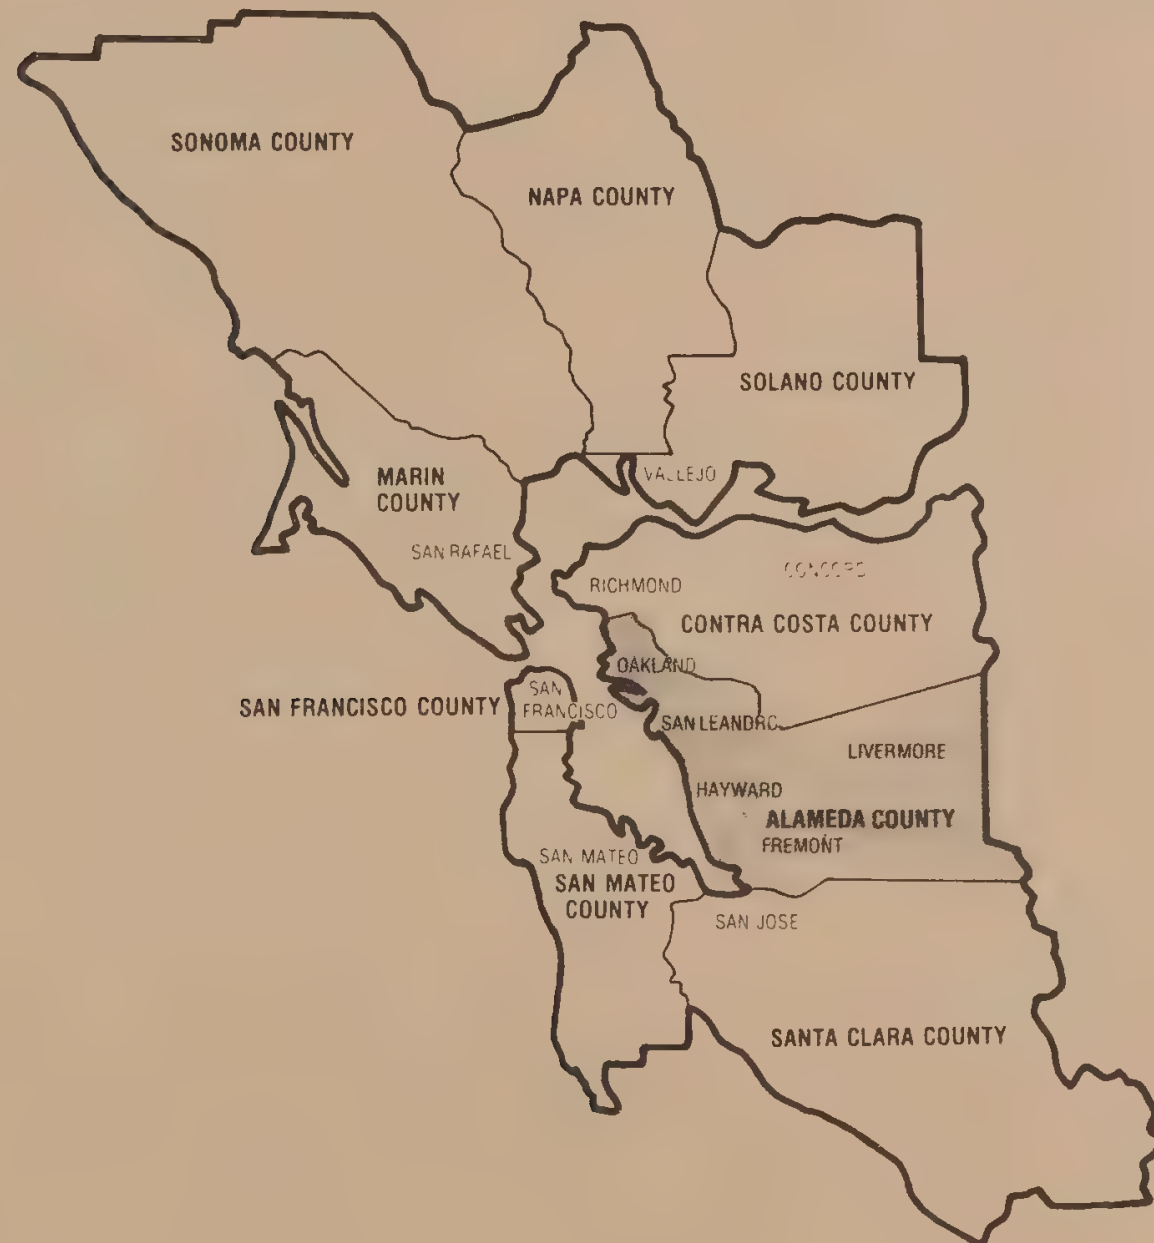 SONOMA COUNTY
NAPA COUNTY
SOLANO COUNTY
MARIN
COUNTY
VALLEJO
SAN RAFAEL
RICHMOND
CONCORD
CONTRA COSTA COUNTY
OAKLAND
SAN FRANCISCO COUNTY
SAN
FRANCISCO
SAN LEANDRO
LIVERMORE
HAYWARD
ALAMEDA COUNTY
FREMONT
SAN MATEO
SAN MATEO
COUNTY
SAN JOSE
SANTA CLARA COUNTY